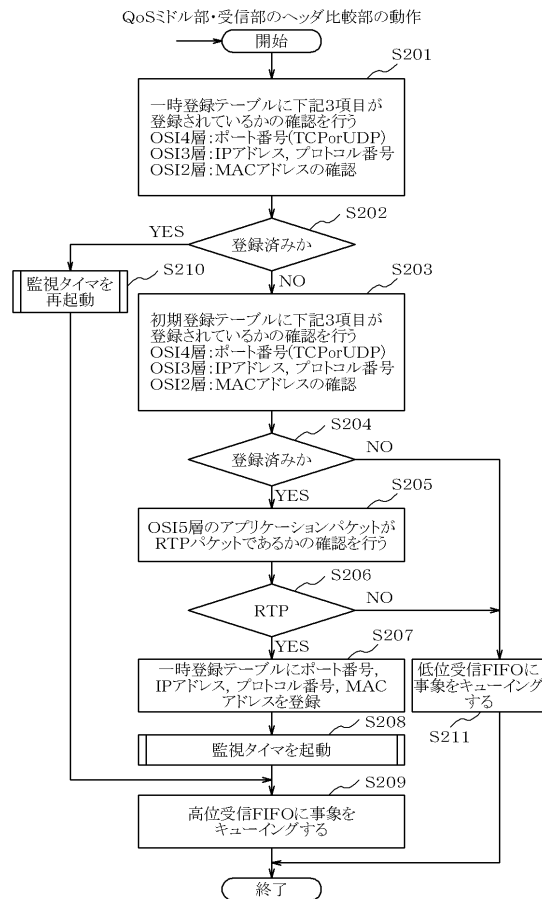 QoSミドル部・受信部のヘッダ比較部の動作
開始
S201
一時登録テーブルに下記3項目が
登録されているかの確認を行う
OSI4層:ポート番号(TCPorUDP)
OSI3層:IPアドレス, プロトコル番号
OSI2層:MACアドレスの確認
S202
YES
登録済みか
S210
監視タイマを
再起動
NO
S203
初期登録テーブルに下記3項目が
登録されているかの確認を行う
OSI4層:ポート番号(TCPorUDP)
OSI3層:IPアドレス, プロトコル番号
OSI2層:MACアドレスの確認
S204
登録済みか
NO
YES
S205
OSI5層のアプリケーションパケットが
RTPパケットであるかの確認を行う
S206
RTP
NO
YES
S207
一時登録テーブルにポート番号,
IPアドレス, プロトコル番号, MAC
アドレスを登録
低位受信FIFOに
事象をキューイング
する
S211
S208
監視タイマを起動
S209
高位受信FIFOに事象を
キューイングする
終了